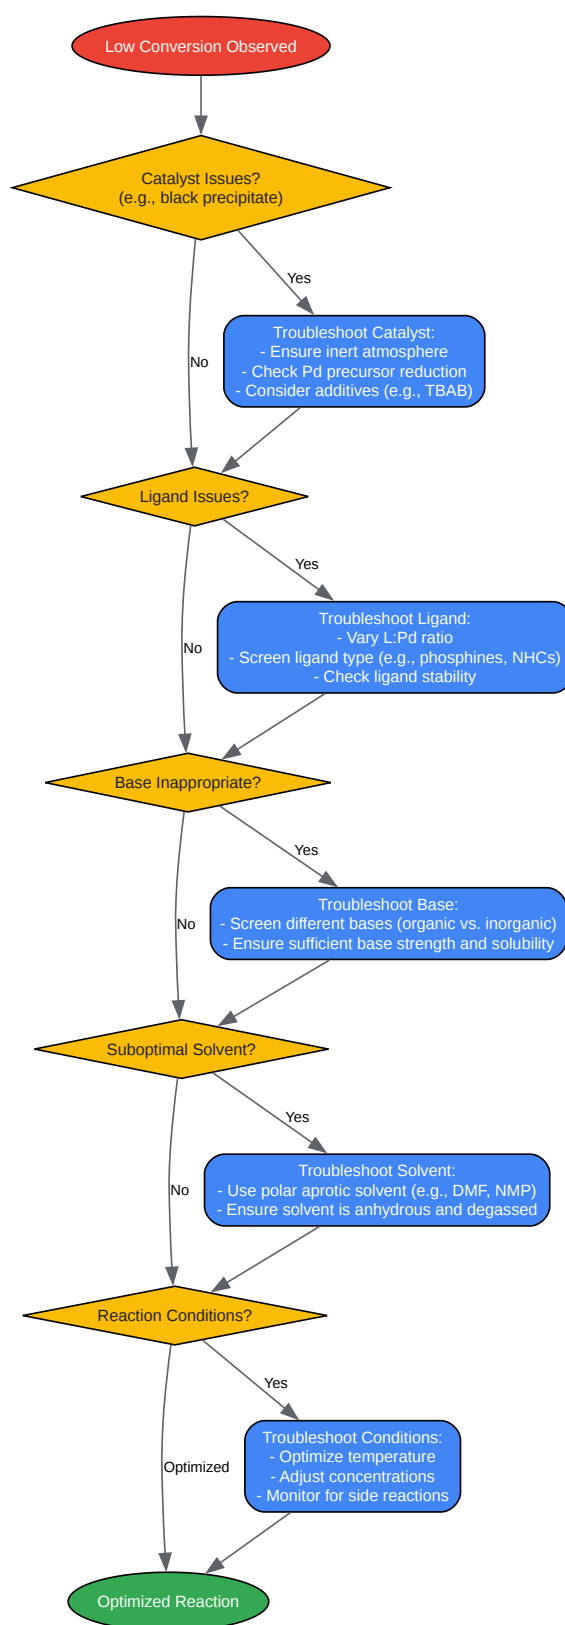 Low Conversion Observed
Catalyst Issues?
(e.g., black precipitate)
Yes
No
Troubleshoot Catalyst:
- Ensure inert atmosphere
- Check Pd precursor reduction
- Consider additives (e.g., TBAB)
Ligand Issues?
Yes
No
Troubleshoot Ligand:
- Vary L:Pd ratio
- Screen ligand type (e.g., phosphines, NHCs)
- Check ligand stability
Base Inappropriate?
Yes
No
Troubleshoot Base:
- Screen different bases (organic vs. inorganic)
- Ensure sufficient base strength and solubility
Suboptimal Solvent?
Yes
No
Troubleshoot Solvent:
- Use polar aprotic solvent (e.g., DMF, NMP)
- Ensure solvent is anhydrous and degassed
Reaction Conditions?
Yes
Optimized
Troubleshoot Conditions:
- Optimize temperature
- Adjust concentrations
- Monitor for side reactions
Optimized Reaction